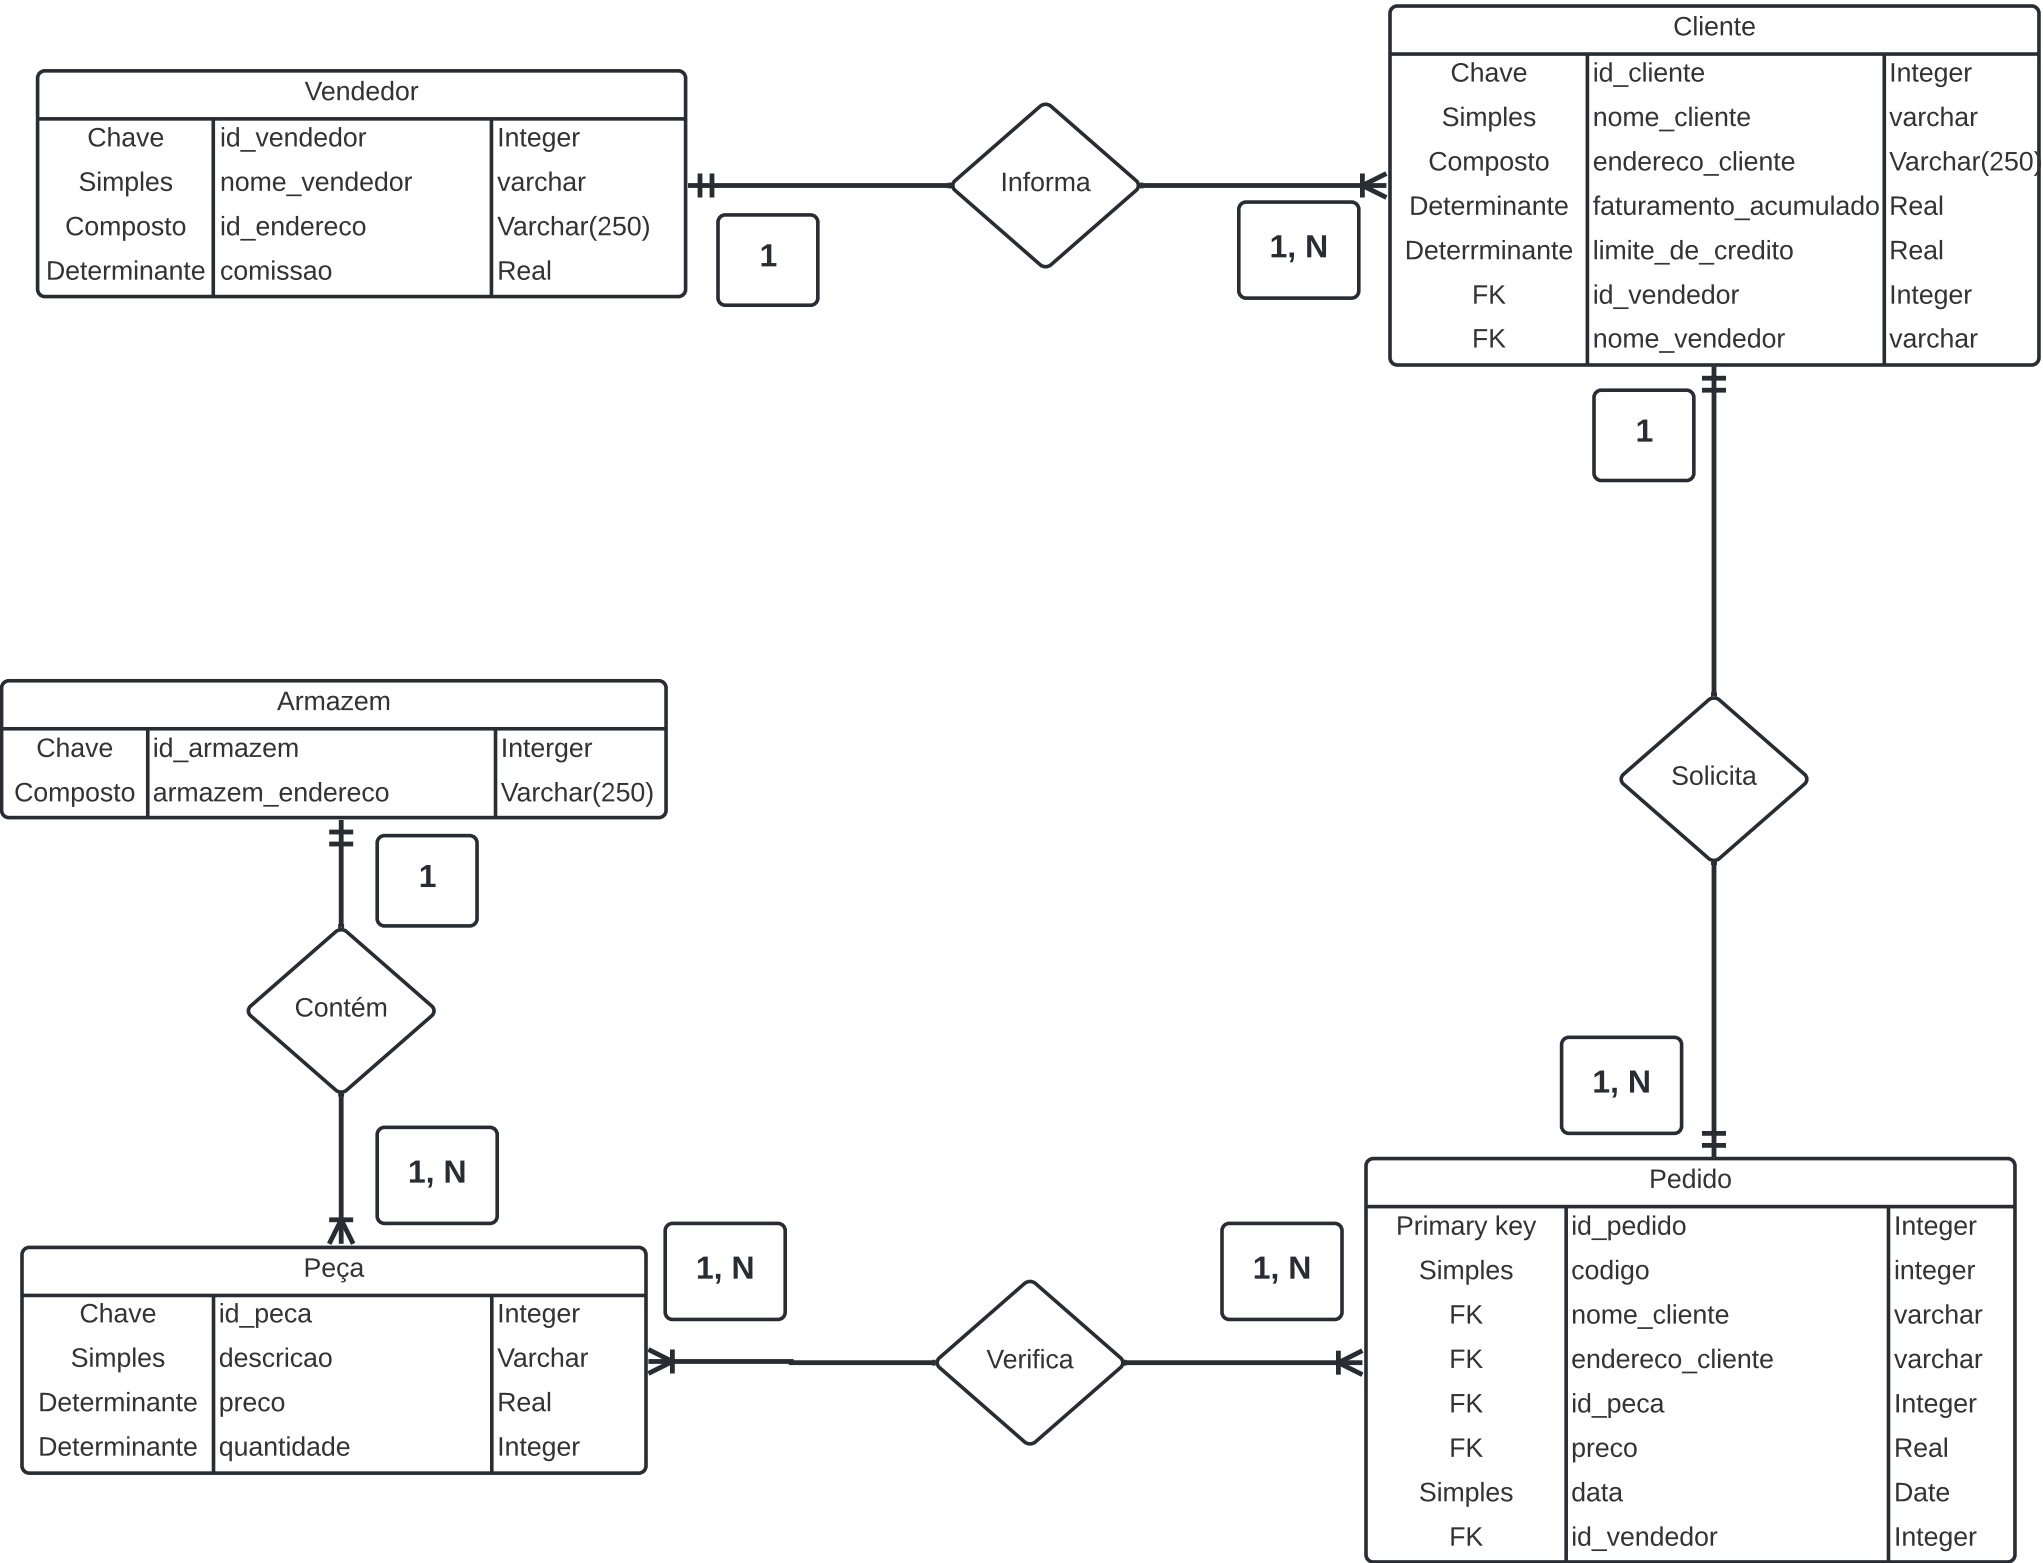 Cliente
Chave id_cliente Integer
Simples nome_cliente varchar
Composto endereco_cliente Varchar(250)
Determinante faturamento_acumulado Real
Deterrminante limite_de_credito Real
FK id_vendedor Integer
FK nome_vendedor varchar
Vendedor
Chave id_vendedor Integer
Simples nome_vendedor varchar
Composto id_endereco Varchar(250)
Determinante comissao Real
Informa
1
1, N
1
Solicita
1, N
Armazem
Chave id_armazem Interger
Composto armazem_endereco Varchar(250)
1
Contém
1, N
Peça
Chave id_peca Integer
Simples descricao Varchar
Determinante preco Real
Determinante quantidade Integer
1, N
Verifica
1, N
Pedido
Primary key id_pedido Integer
Simples codigo integer
FK nome_cliente varchar
FK endereco_cliente varchar
FK id_peca Integer
FK preco Real
Simples data Date
FK id_vendedor Integer